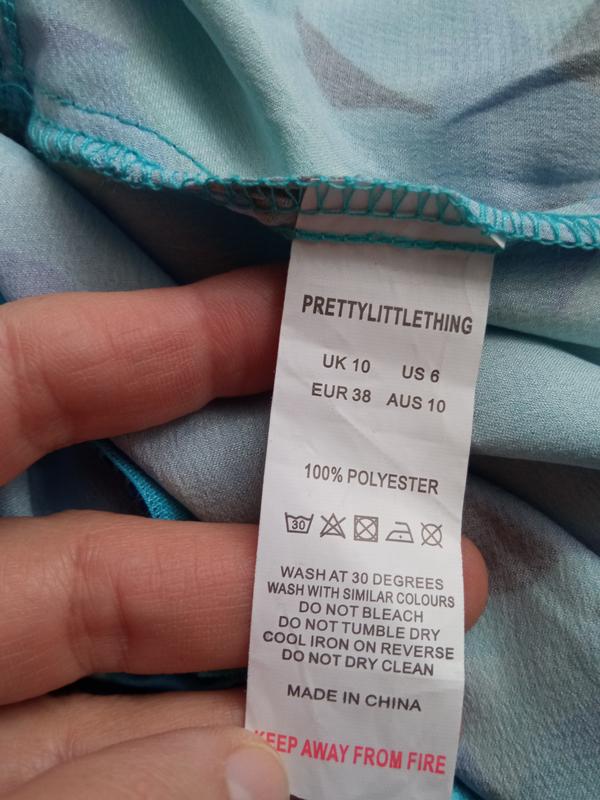 PRETTYLITTLETHING
UK 10 US 6
EUR 38 AUS 10
100% POLYESTER
30
WASH AT 30 DEGREES
WASH WITH SIMILAR COLOURS
DO NOT BLEACH
DO NOT TUMBLE DRY
COOL IRON ON REVERSE
DO NOT DRY CLEAN
MADE IN CHINA
KEEP AWAY FROM FIRE